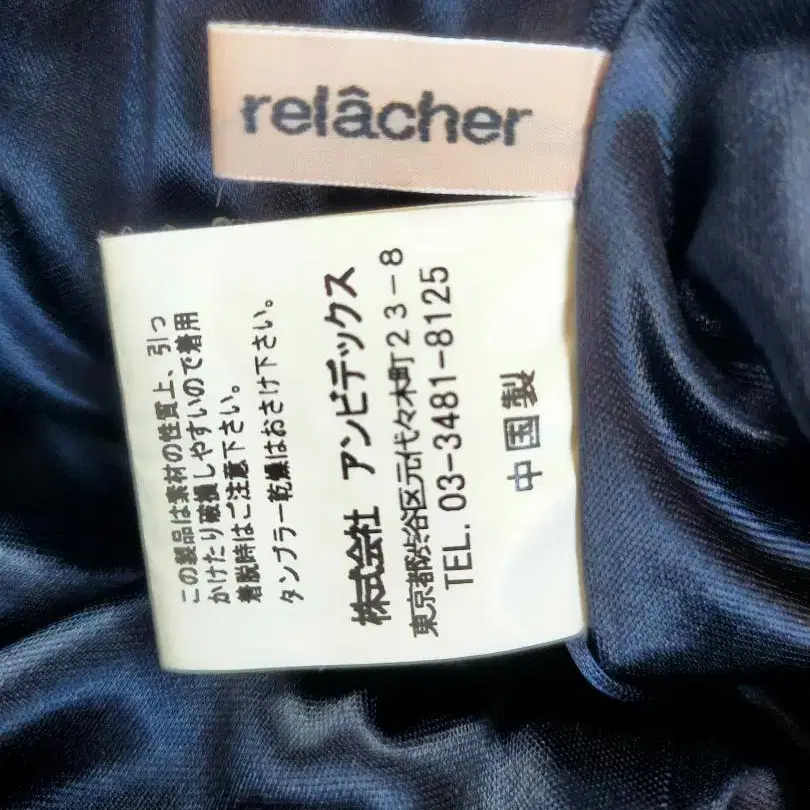 relâcher
この製品は素材の性質上、引っ
かけたり破損しやすいので着用
着脱時はご注意下さい。
タンブラー乾燥はおさけ下さい。
株式会社 アンビデックス
東京都渋谷区元代々木町23-8
TEL. 03-3481-8125
中国製